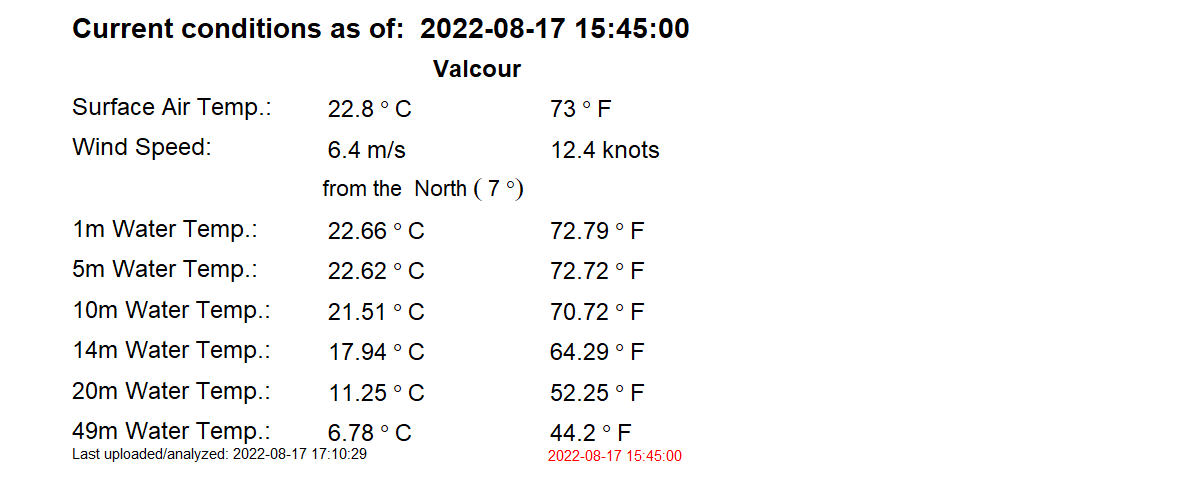 Current conditions as of: 2022-08-17 15:45:00
Valcour
Surface Air Temp.: 22.8 ° C 73 ° F
Wind Speed: 6.4 m/s 12.4 knots
from the North ( 7 °)
1m Water Temp.: 22.66 ° C 72.79 ° F
5m Water Temp.: 22.62 ° C 72.72 ° F
10m Water Temp.: 21.51 ° C 70.72 ° F
14m Water Temp.: 17.94 ° C 64.29 ° F
20m Water Temp.: 11.25 ° C 52.25 ° F
49m Water Temp.: 6.78 ° C 44.2 ° F
Last uploaded/analyzed: 2022-08-17 17:10:29 2022-08-17 15:45:00